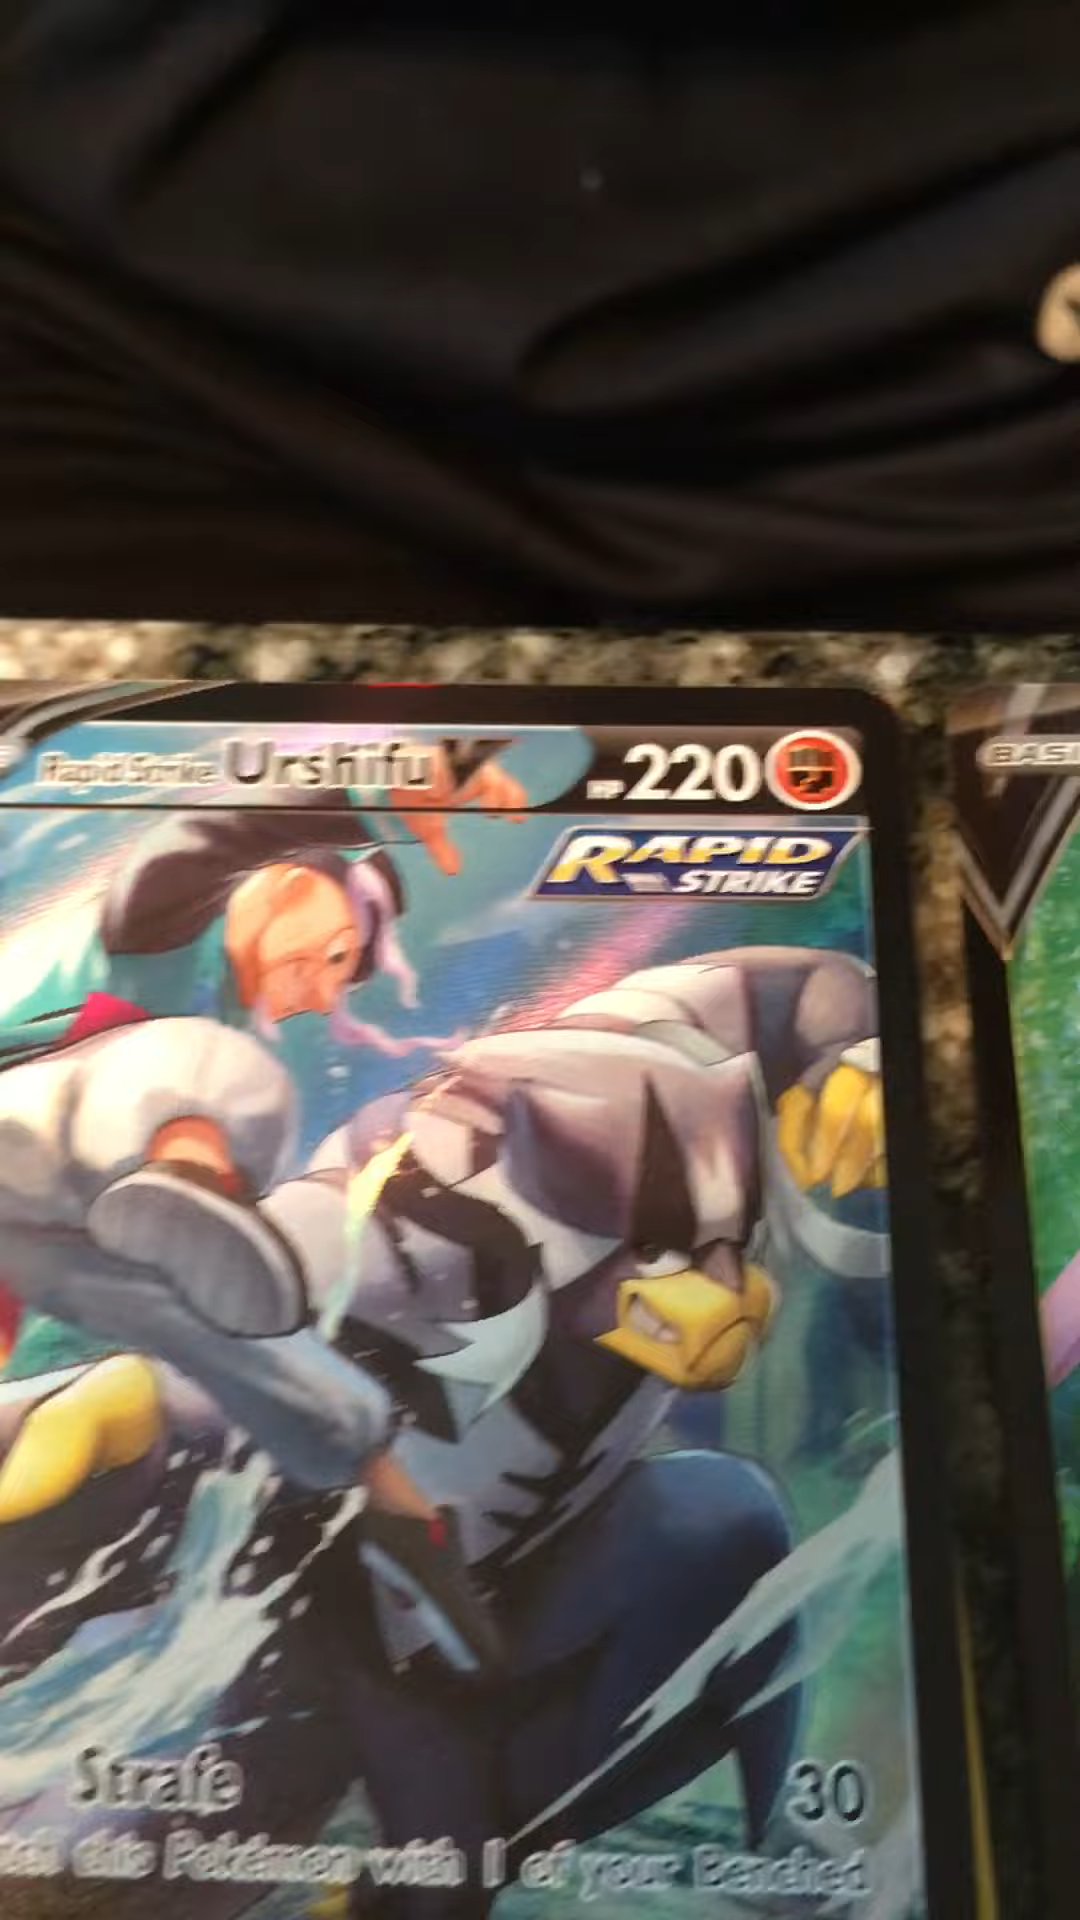 Rapid Strike Urshifu V HP 220
BASI
RAPID
STRIKE
Strafe 30
this Pokémon with 1 of your Benched